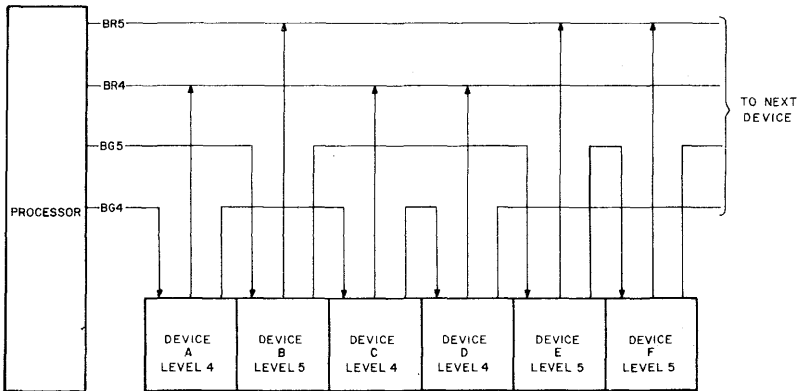 BR5
BR4
BG5
BG4
PROCESSOR
TO NEXT
DEVICE
DEVICE
A
LEVEL 4
DEVICE
B
LEVEL 5
DEVICE
C
LEVEL 4
DEVICE
D
LEVEL 4
DEVICE
E
LEVEL 5
DEVICE
F
LEVEL 5